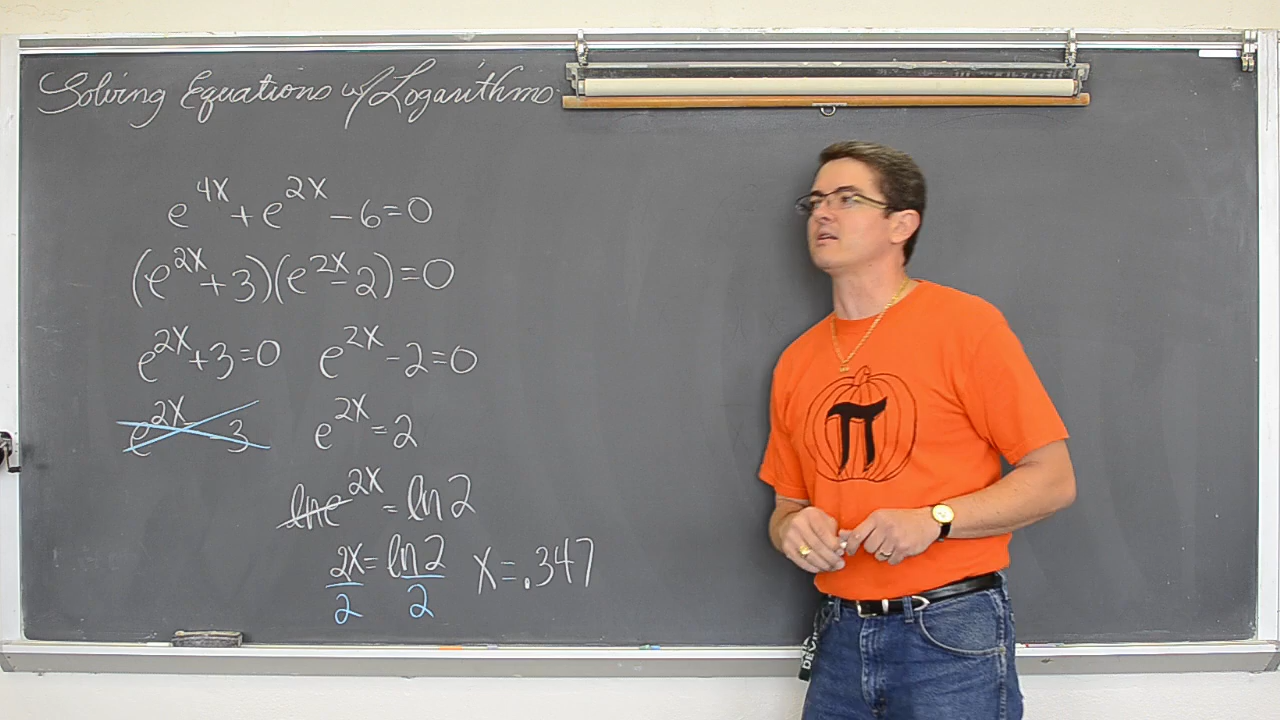 Solving Equations w/ Logarithms
e^4x + e^2x - 6 = 0
(e^2x + 3)(e^2x - 2) = 0
e^2x + 3 = 0 e^2x - 2 = 0
e^2x 3 e^2x = 2
ln e^2x = ln 2
2x/2 = ln 2/2 x = .347
π